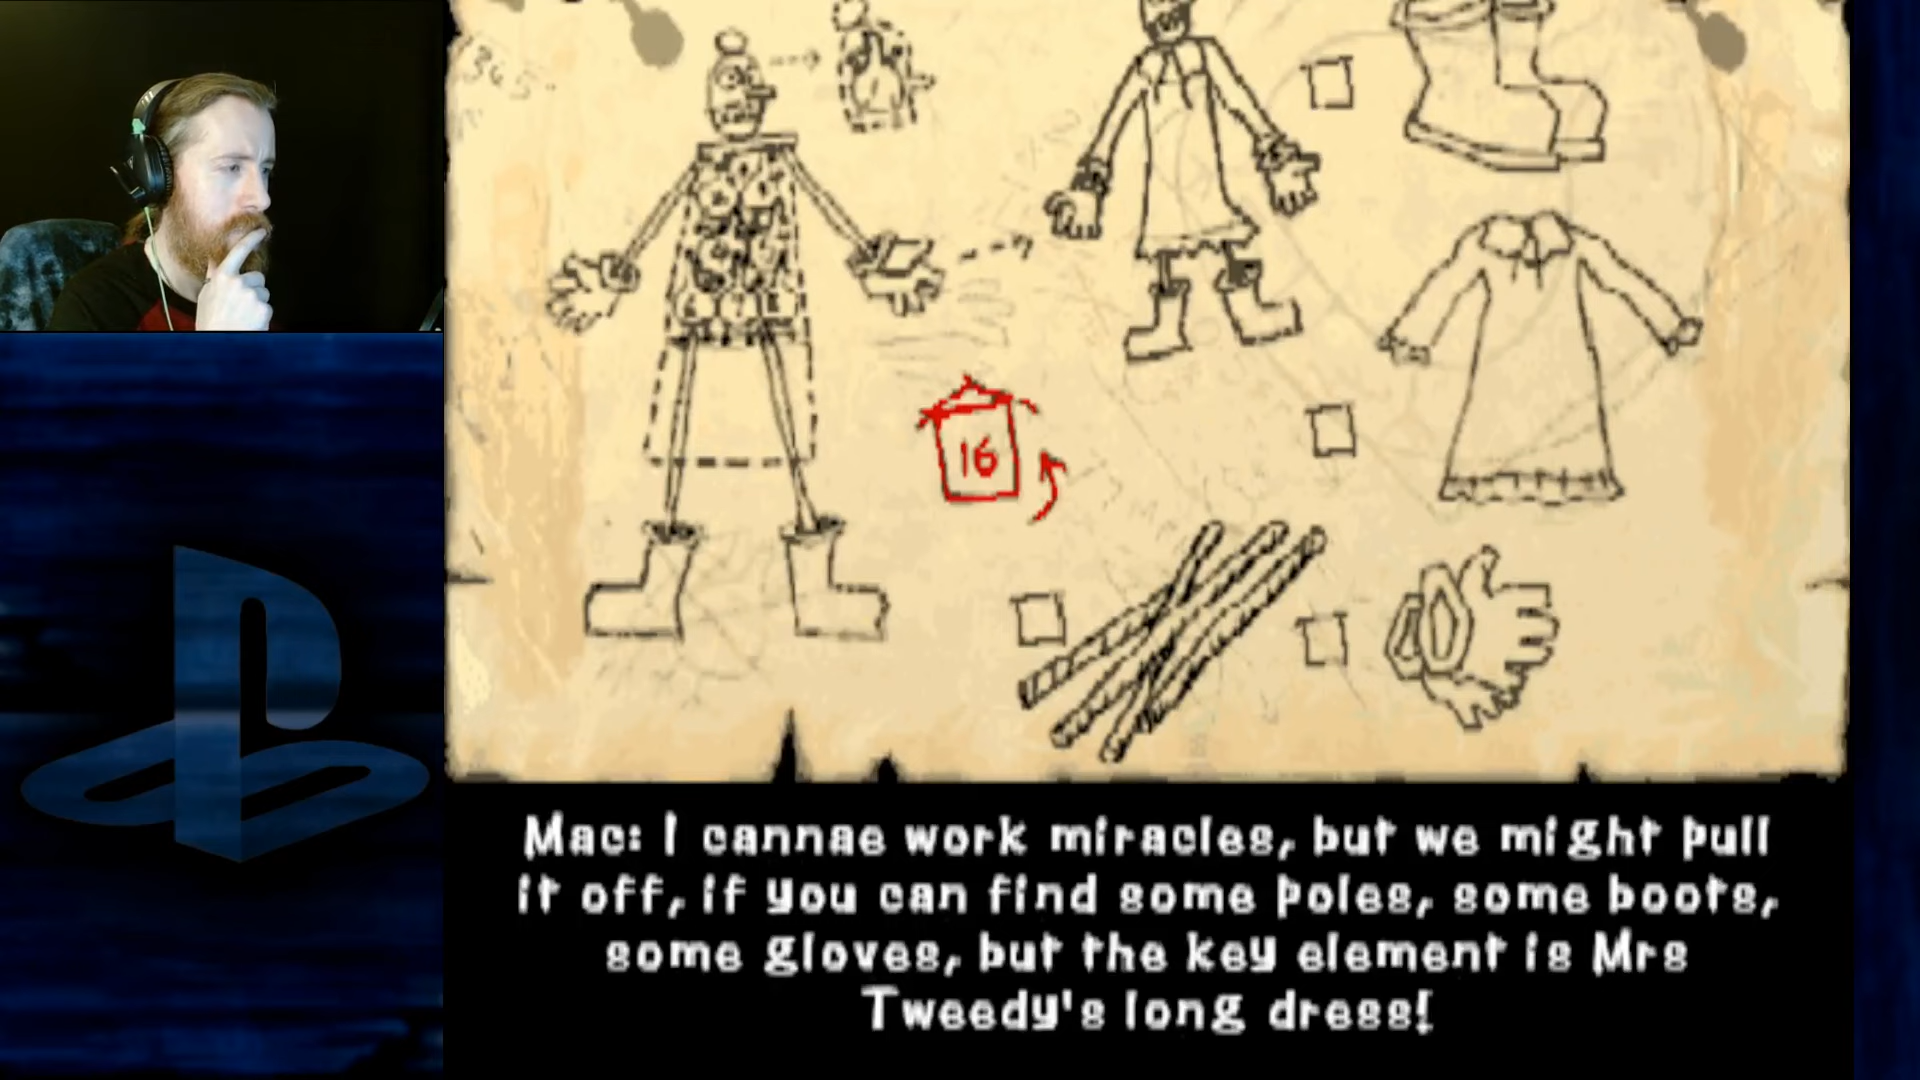 365.
16
Mac: I cannae work miracles, but we might pull
it off, if you can find some poles, some boots,
some gloves, but the key element is Mrs
Tweedy's long dress!